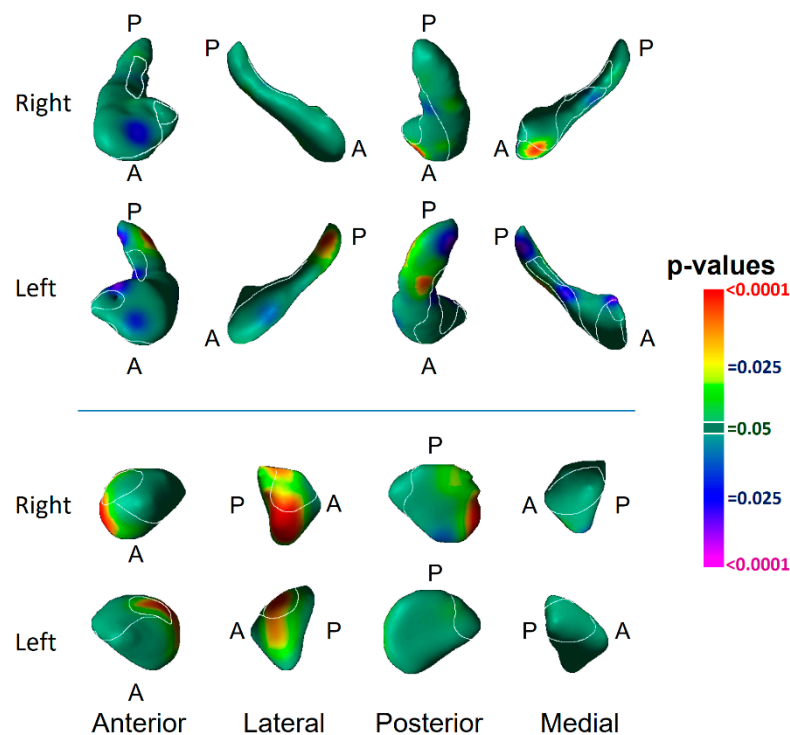 P
P
P
P
Right
A
A
A
A
P
P
P
P
Left
A
A
A
A
p-values
<0.0001
=0.025
=0.05
=0.025
<0.0001
P
Right
P
A
A
P
A
P
Left
A
P
P
A
A
Anterior
Lateral
Posterior
Medial